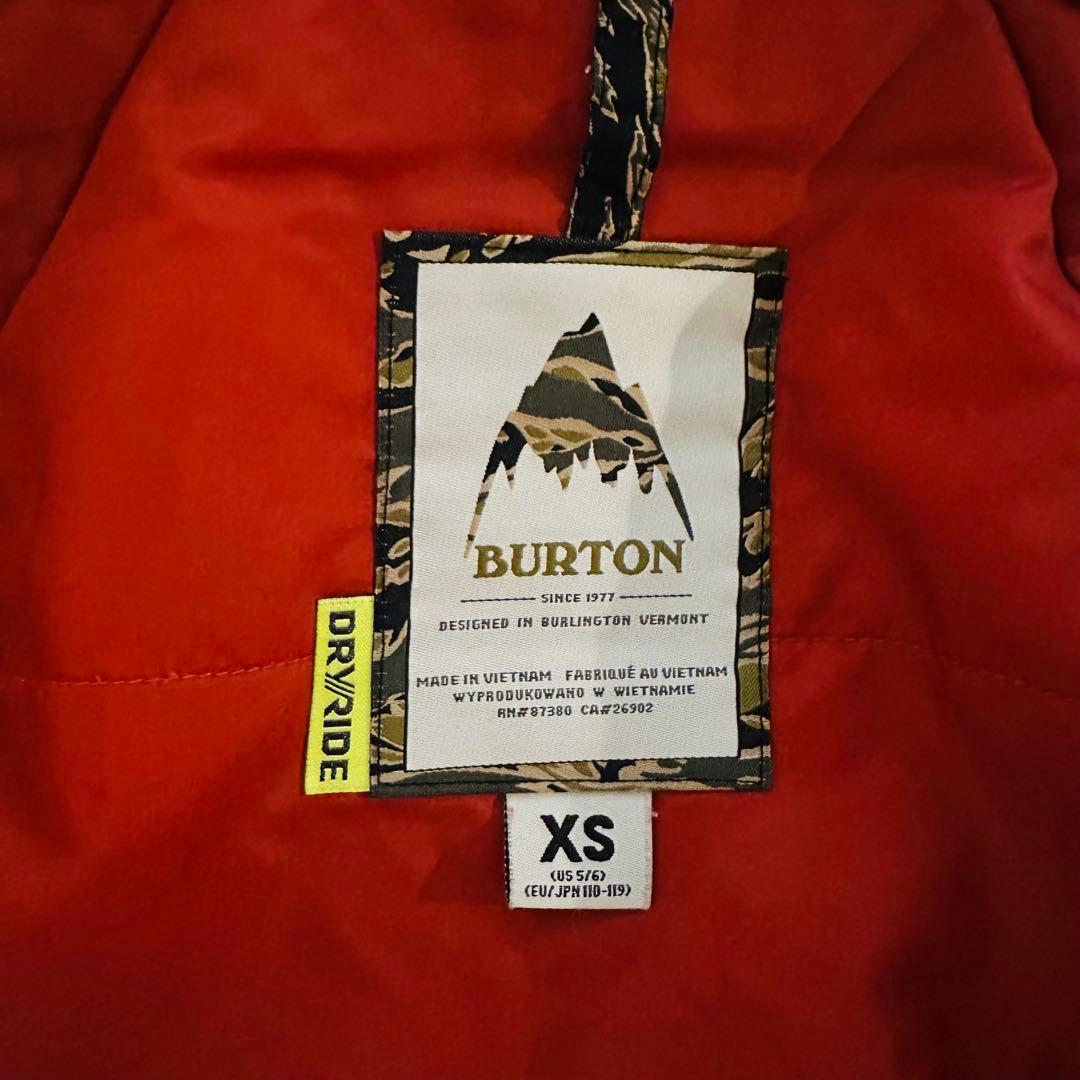 BURTON
SINCE 1977
DESIGNED IN BURLINGTON VERMONT
MADE IN VIETNAM FABRIQUÉ AU VIETNAM
WYPRODUKOWANO W WIETNAMIE
RN#87380 CA#26902
DRY///RIDE
XS
(US 5/6)
(EU/JPN 110-119)